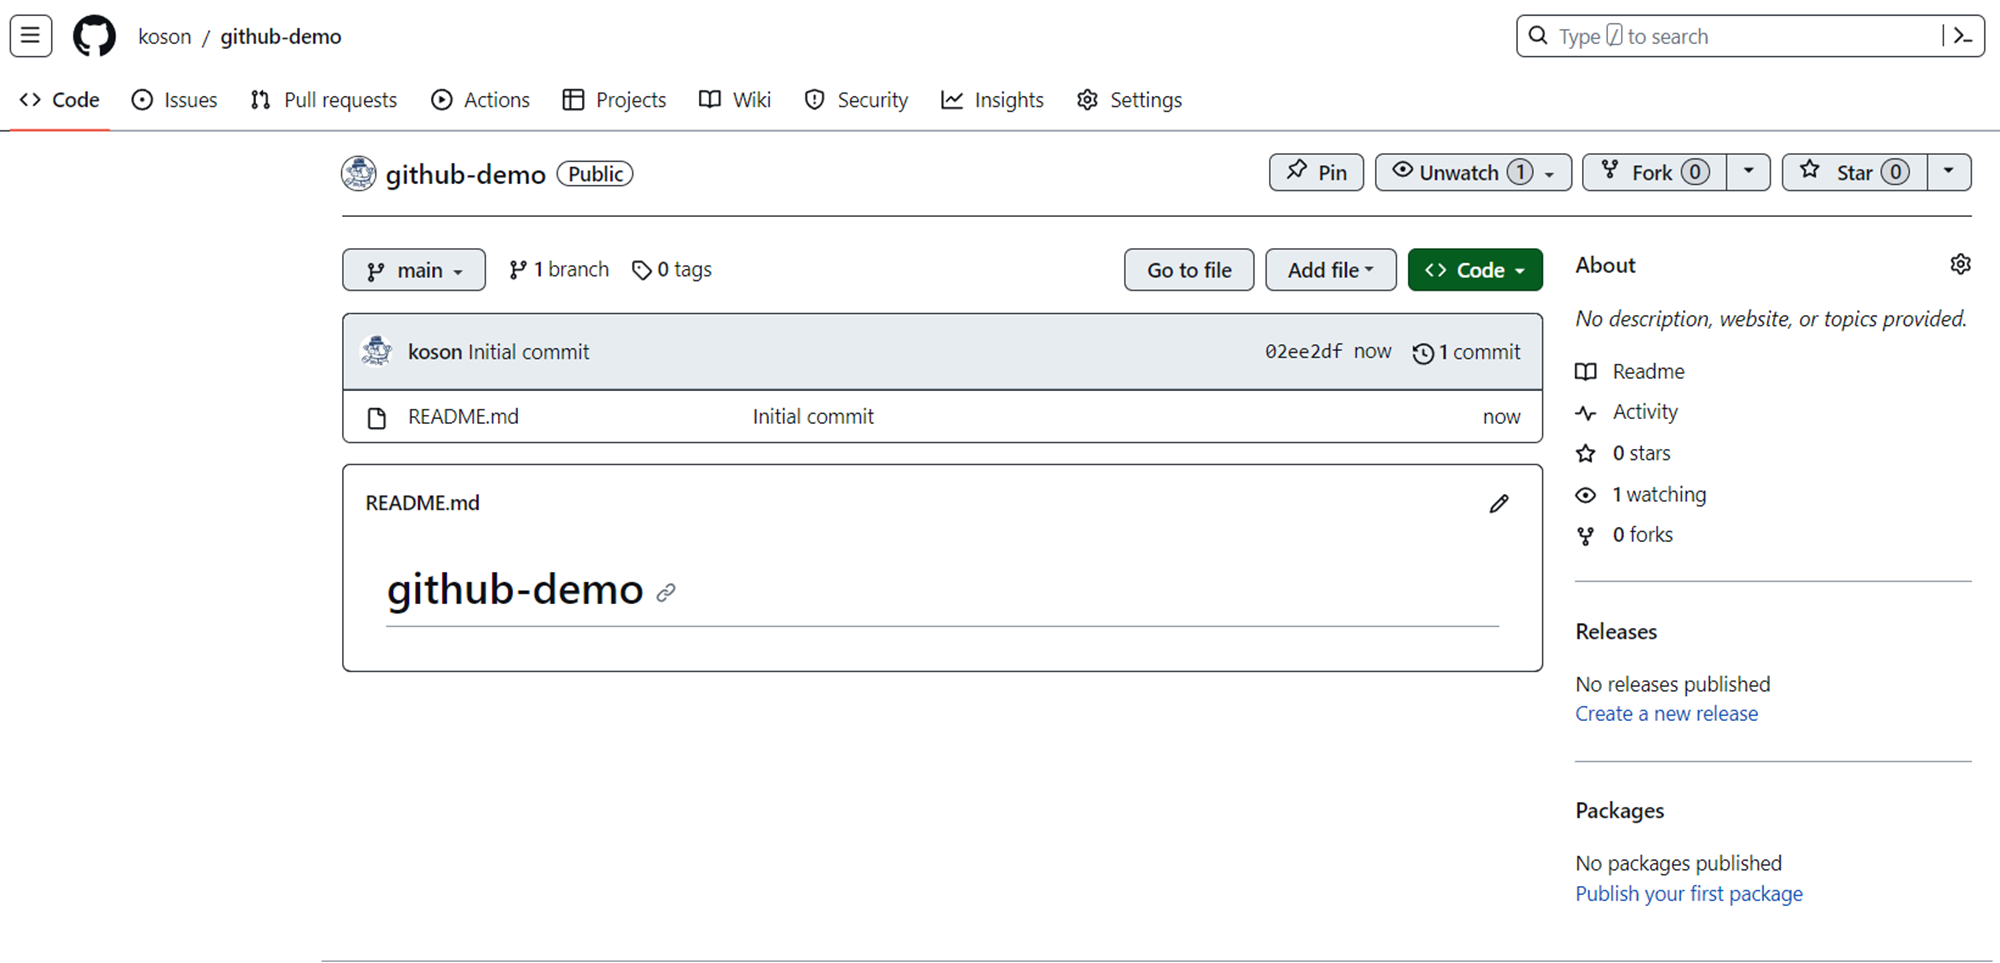 koson / github-demo
Type / to search
Code Issues Pull requests Actions Projects Wiki Security Insights Settings
github-demo Public
Pin Unwatch 1 Fork 0 Star 0
main 1 branch 0 tags
Go to file Add file Code
koson Initial commit 02ee2df now 1 commit
README.md Initial commit now
README.md
github-demo
About
No description, website, or topics provided.
Readme
Activity
0 stars
1 watching
0 forks
Releases
No releases published
Create a new release
Packages
No packages published
Publish your first package